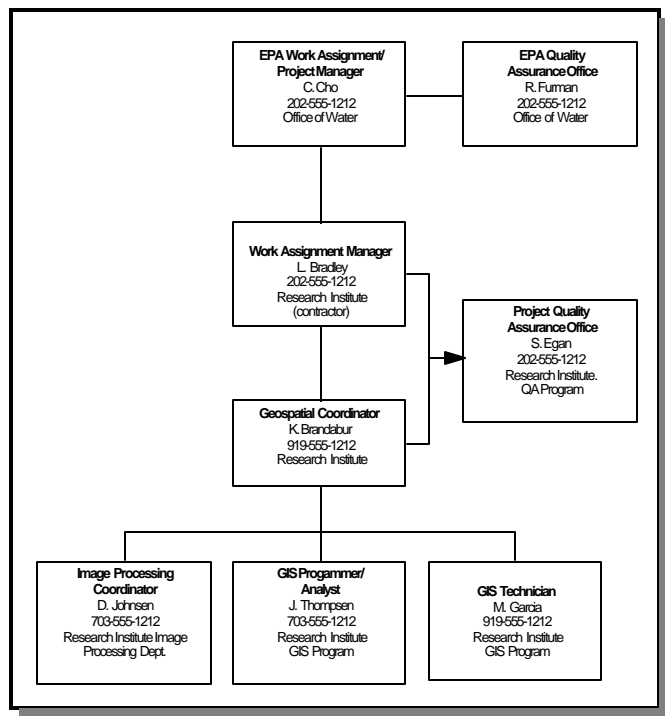 EPA Work Assignment/
Project Manager
C. Cho
202-555-1212
Office of Water
EPA Quality
Assurance Office
R. Furman
202-555-1212
Office of Water
Work Assignment Manager
L. Bradley
202-555-1212
Research Institute
(contractor)
Project Quality
Assurance Office
S. Egan
202-555-1212
Research Institute.
QA Program
Geospatial Coordinator
K. Brandabur
919-555-1212
Research Institute
Image Processing
Coordinator
D. Johnsen
703-555-1212
Research Institute Image
Processing Dept.
GIS Progammer/
Analyst
J. Thompsen
703-555-1212
Research Institute
GIS Program
GIS Technician
M. Garcia
919-555-1212
Research Institute
GIS Program